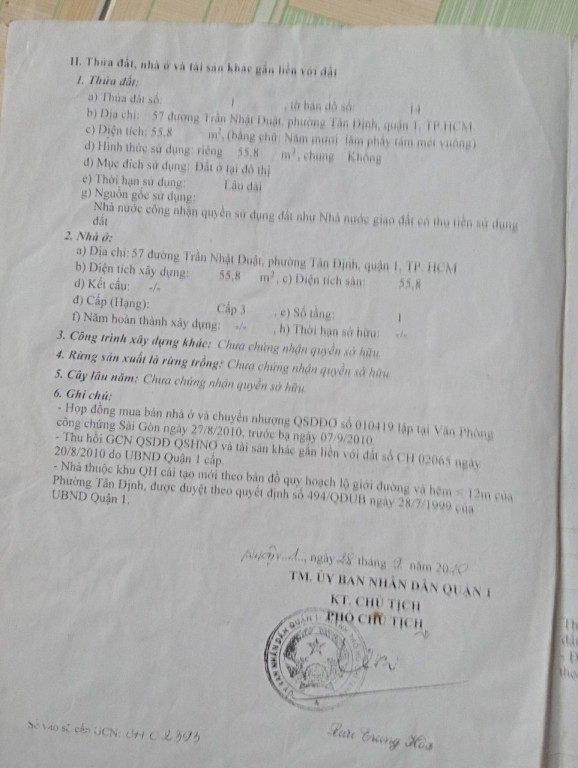 II. Thửa đất, nhà ở và tài sản khác gắn liền với đất
1. Thửa đất:
a) Thửa đất số: 1 , tờ bản đồ số: 14
b) Địa chỉ: 57 đường Trần Nhật Duật, phường Tân Định, quận 1, TP.HCM
c) Diện tích: 55,8 m², (bằng chữ: Năm mươi lăm phẩy tám mét vuông)
d) Hình thức sử dụng: riêng 55,8 m², chung Không
đ) Mục đích sử dụng: Đất ở tại đô thị
e) Thời hạn sử dụng: Lâu dài
g) Nguồn gốc sử dụng:
Nhà nước công nhận quyền sử dụng đất như Nhà nước giao đất có thu tiền sử dụng
đất
2. Nhà ở:
a) Địa chỉ: 57 đường Trần Nhật Duật, phường Tân Định, quận 1, TP. HCM
b) Diện tích xây dựng: 55,8 m², c) Diện tích sàn: 55,8
d) Kết cấu: -/-
đ) Cấp (Hạng): Cấp 3 , e) Số tầng: 1
f) Năm hoàn thành xây dựng: -/- , h) Thời hạn sở hữu: -/-
3. Công trình xây dựng khác: Chưa chứng nhận quyền sở hữu
4. Rừng sản xuất là rừng trồng: Chưa chứng nhận quyền sở hữu
5. Cây lâu năm: Chưa chứng nhận quyền sở hữu
6. Ghi chú:
- Hợp đồng mua bán nhà ở và chuyển nhượng QSDĐO số 010419 lập tại Văn Phòng
công chứng Sài Gòn ngày 27/8/2010, trước bạ ngày 07/9/2010.
- Thu hồi GCN QSDĐ QSHNO và tài sản khác gắn liền với đất số CH 02065 ngày
20/8/2010 do UBND Quận 1 cấp.
- Nhà thuộc khu QH cải tạo mới theo bản đồ quy hoạch lộ giới đường và hẻm < 12m của
Phường Tân Định, được duyệt theo quyết định số 494/QĐUB ngày 28/7/1999 của
UBND Quận 1.
ngày 28 tháng 9 năm 2010
TM. ỦY BAN NHÂN DÂN QUẬN 1
KT. CHỦ TỊCH
PHÓ CHỦ TỊCH
Số vào sổ cấp GCN: CH C2393